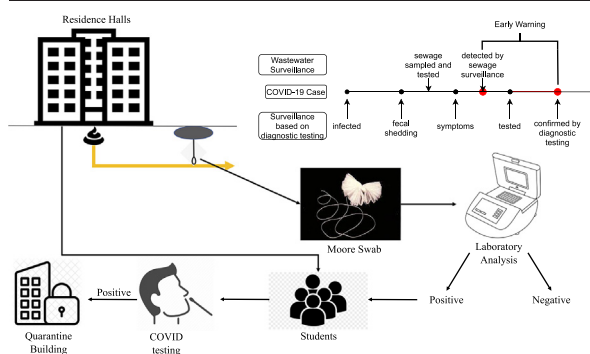 Residence Halls
Early Warning
Wastewater
Surveillance
sewage
sampled and
tested
detected by
sewage
surveillance
COVID-19 Case
Surveillance
based on
diagnostic testing
infected
fecal
shedding
symptoms
tested
confirmed by
diagnostic
testing
Moore Swab
Laboratory
Analysis
Positive
Negative
Students
Positive
COVID
testing
Quarantine
Building